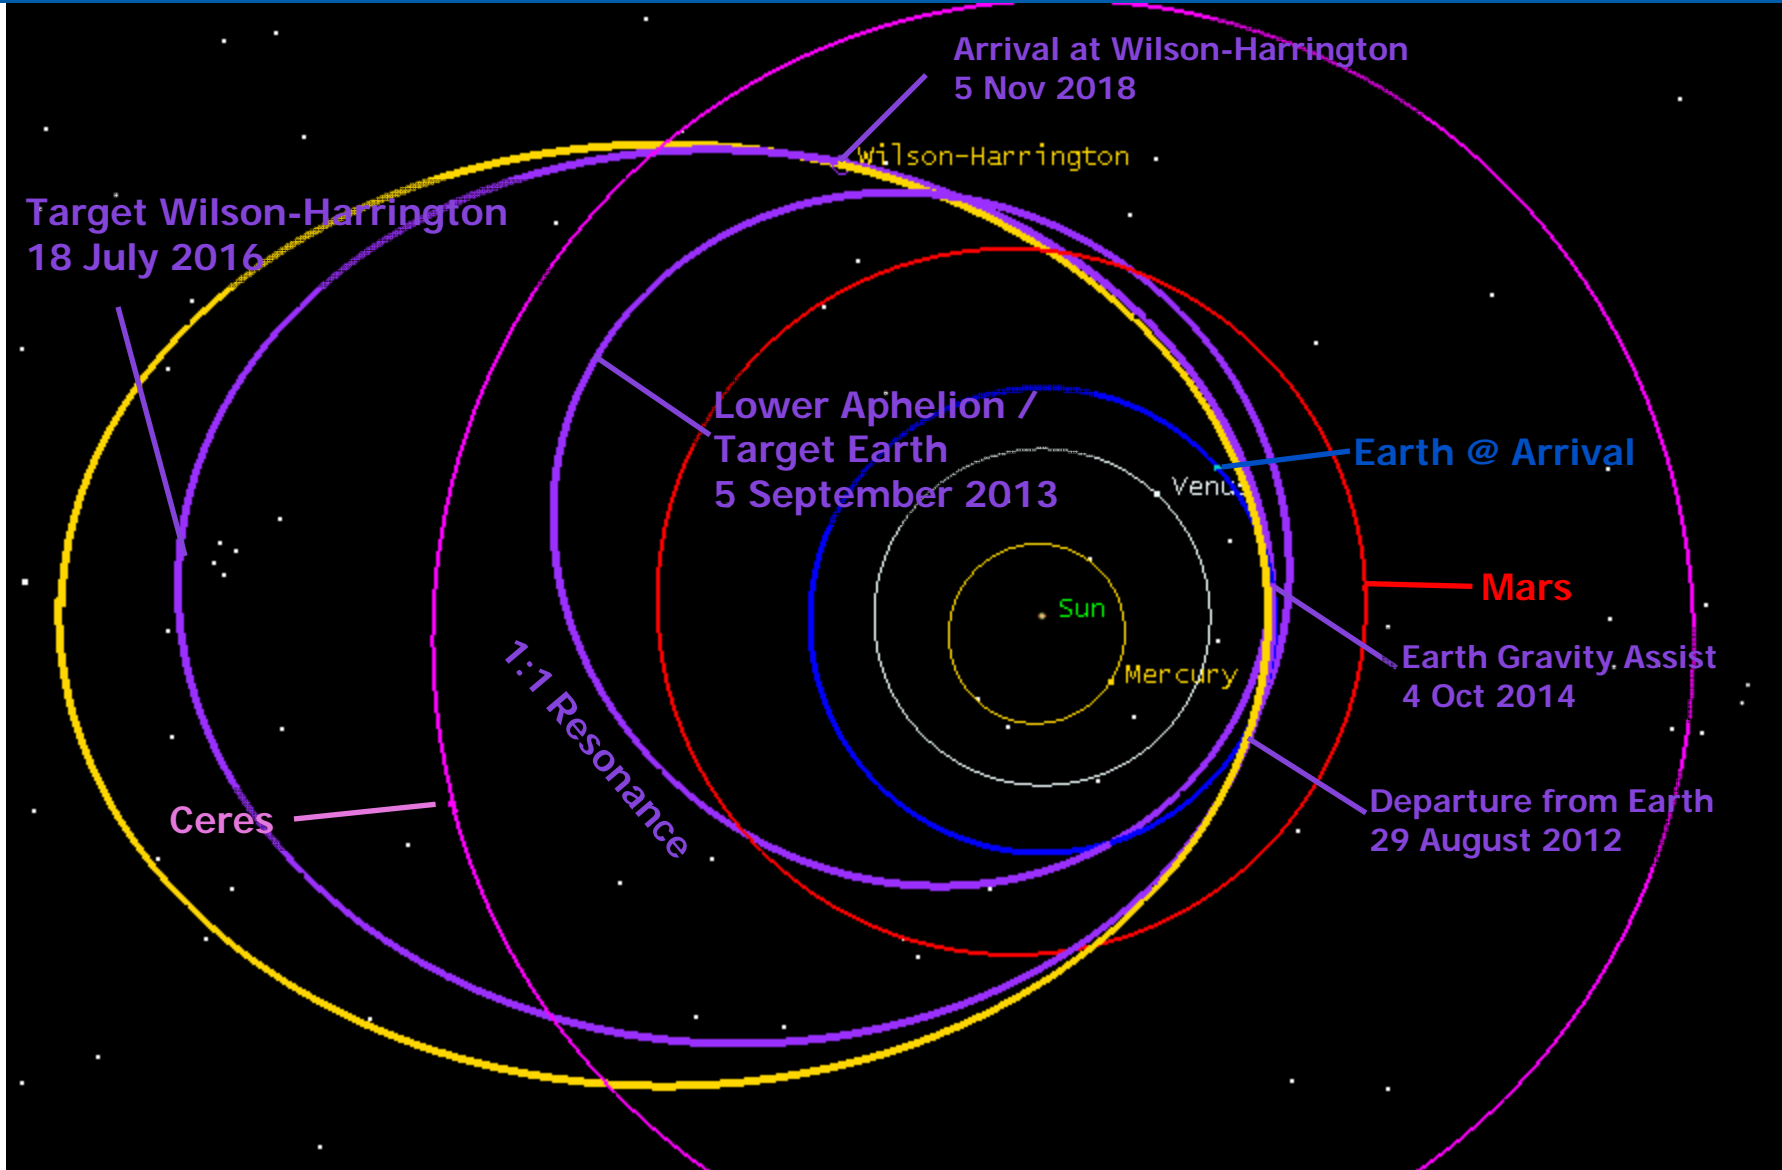 Arrival at Wilson-Harrington
5 Nov 2018
Wilson-Harrington
Target Wilson-Harrington
18 July 2016
Lower Aphelion /
Target Earth
5 September 2013
Earth @ Arrival
Venus
Sun
Mars
Mercury
Earth Gravity Assist
4 Oct 2014
1:1 Resonance
Ceres
Departure from Earth
29 August 2012